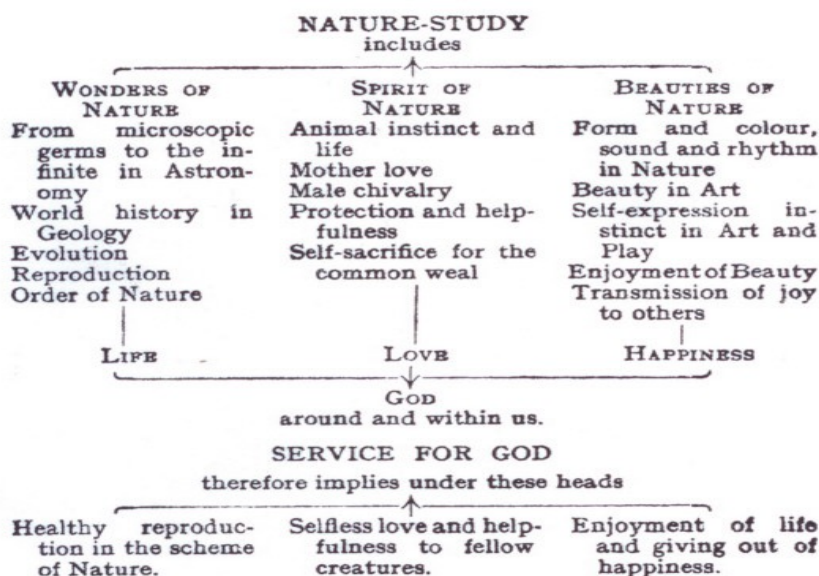 NATURE-STUDY
includes
WONDERS OF
NATURE
From microscopic
germs to the in-
finite in Astron-
omy
World history in
Geology
Evolution
Reproduction
Order of Nature
LIFE
SPIRIT OF
NATURE
Animal instinct and
life
Mother love
Male chivalry
Protection and help-
fulness
Self-sacrifice for the
common weal
LOVE
BEAUTIES OF
NATURE
Form and colour,
sound and rhythm
in Nature
Beauty in Art
Self-expression in-
stinct in Art and
Play
Enjoyment of Beauty
Transmission of joy
to others
HAPPINESS
GOD
around and within us.
SERVICE FOR GOD
therefore implies under these heads
Healthy reproduc-
tion in the scheme
of Nature.
Selfless love and help-
fulness to fellow
creatures.
Enjoyment of life
and giving out of
happiness.